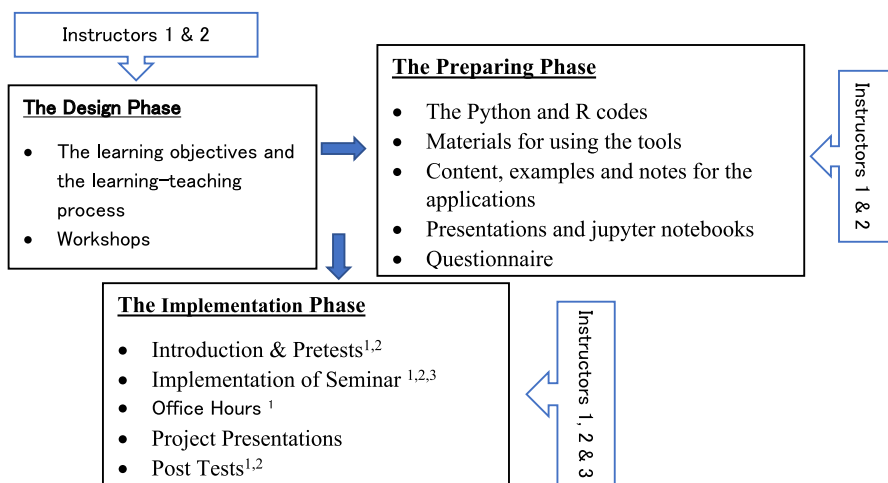 Instructors 1 & 2
The Design Phase
• The learning objectives and
the learning-teaching
process
• Workshops
The Preparing Phase
• The Python and R codes
• Materials for using the tools
• Content, examples and notes for the
applications
• Presentations and jupyter notebooks
• Questionnaire
Instructors 1 & 2
The Implementation Phase
• Introduction & Pretests¹,²
• Implementation of Seminar ¹,²,³
• Office Hours ¹
• Project Presentations
• Post Tests¹,²
Instructors 1, 2 & 3